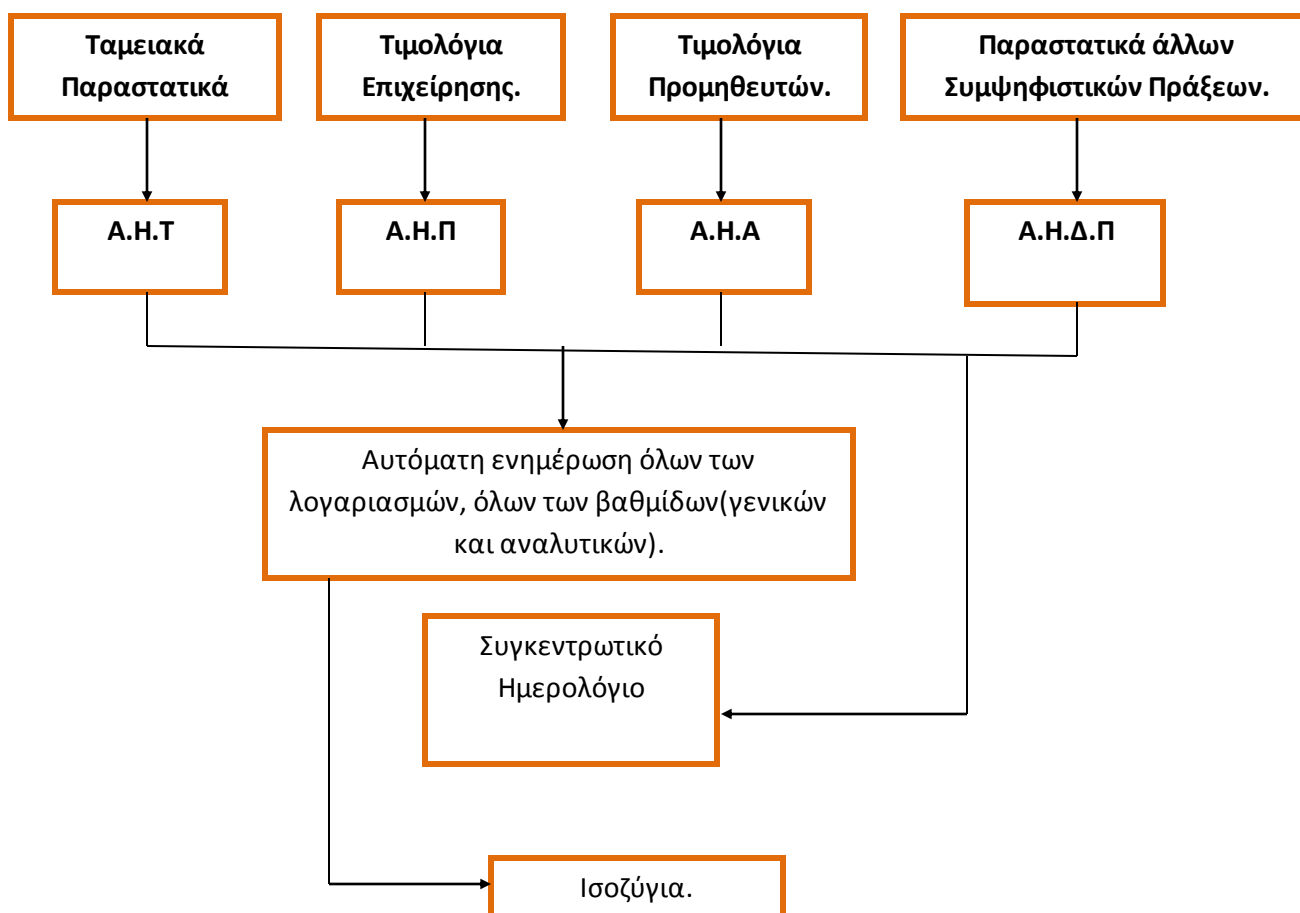 Ταμειακά
Παραστατικά
Τιμολόγια
Επιχείρησης.
Τιμολόγια
Προμηθευτών.
Παραστατικά άλλων
Συμψηφιστικών Πράξεων.
Α.Η.Τ
Α.Η.Π
Α.Η.Α
Α.Η.Δ.Π
Αυτόματη ενημέρωση όλων των
λογαριασμών, όλων των βαθμίδων(γενικών
και αναλυτικών).
Συγκεντρωτικό
Ημερολόγιο
Ισοζύγια.